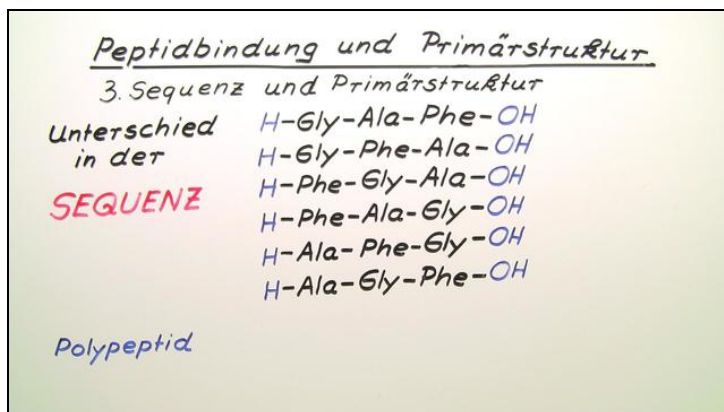 Peptidbindung und Primärstruktur
3. Sequenz und Primärstruktur
Unterschied
in der
SEQUENZ
H-Gly-Ala-Phe-OH
H-Gly-Phe-Ala-OH
H-Phe-Gly-Ala-OH
H-Phe-Ala-Gly-OH
H-Ala-Phe-Gly-OH
H-Ala-Gly-Phe-OH
Polypeptid